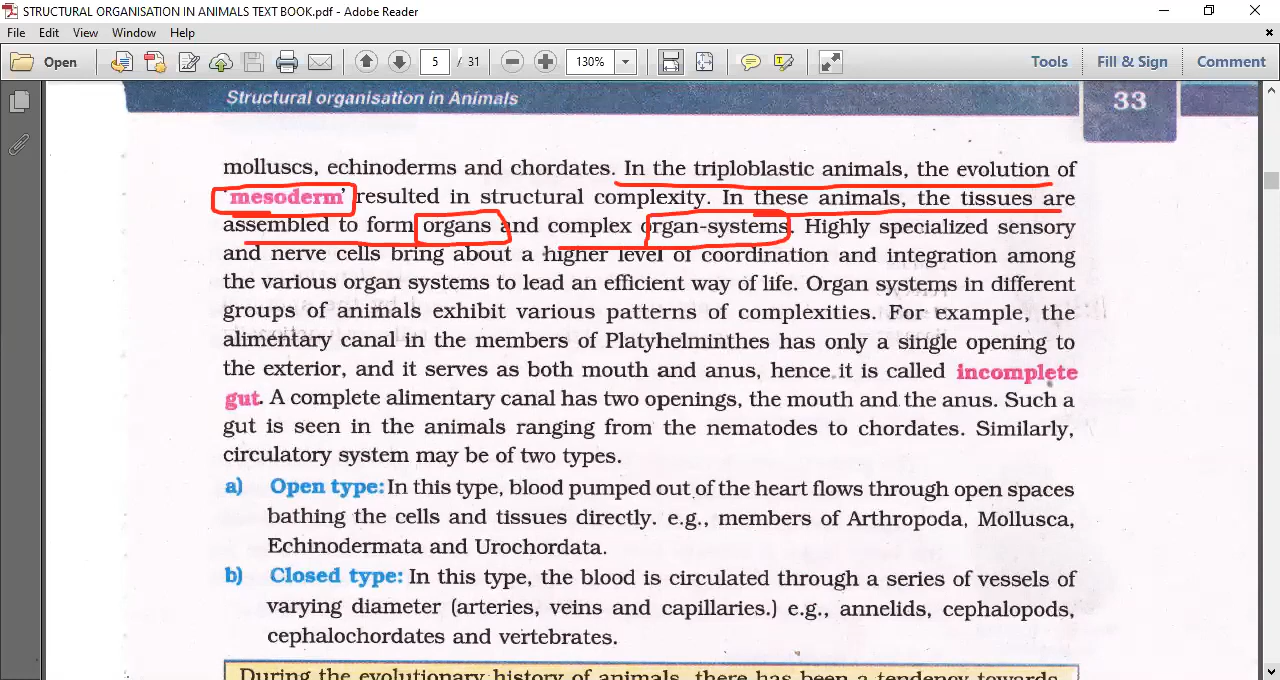 STRUCTURAL ORGANISATION IN ANIMALS TEXT BOOK.pdf - Adobe Reader
File Edit View Window Help
Open 5 / 31 130% Tools Fill & Sign Comment
Structural organisation in Animals 33
molluscs, echinoderms and chordates. In the triploblastic animals, the evolution of
'mesoderm' resulted in structural complexity. In these animals, the tissues are
assembled to form organs and complex organ-systems. Highly specialized sensory
and nerve cells bring about a higher level of coordination and integration among
the various organ systems to lead an efficient way of life. Organ systems in different
groups of animals exhibit various patterns of complexities. For example, the
alimentary canal in the members of Platyhelminthes has only a single opening to
the exterior, and it serves as both mouth and anus, hence it is called incomplete
gut. A complete alimentary canal has two openings, the mouth and the anus. Such a
gut is seen in the animals ranging from the nematodes to chordates. Similarly,
circulatory system may be of two types.
a) Open type: In this type, blood pumped out of the heart flows through open spaces
bathing the cells and tissues directly. e.g., members of Arthropoda, Mollusca,
Echinodermata and Urochordata.
b) Closed type: In this type, the blood is circulated through a series of vessels of
varying diameter (arteries, veins and capillaries.) e.g., annelids, cephalopods,
cephalochordates and vertebrates.
During the evolutionary history of animals, there has been a tendency towards